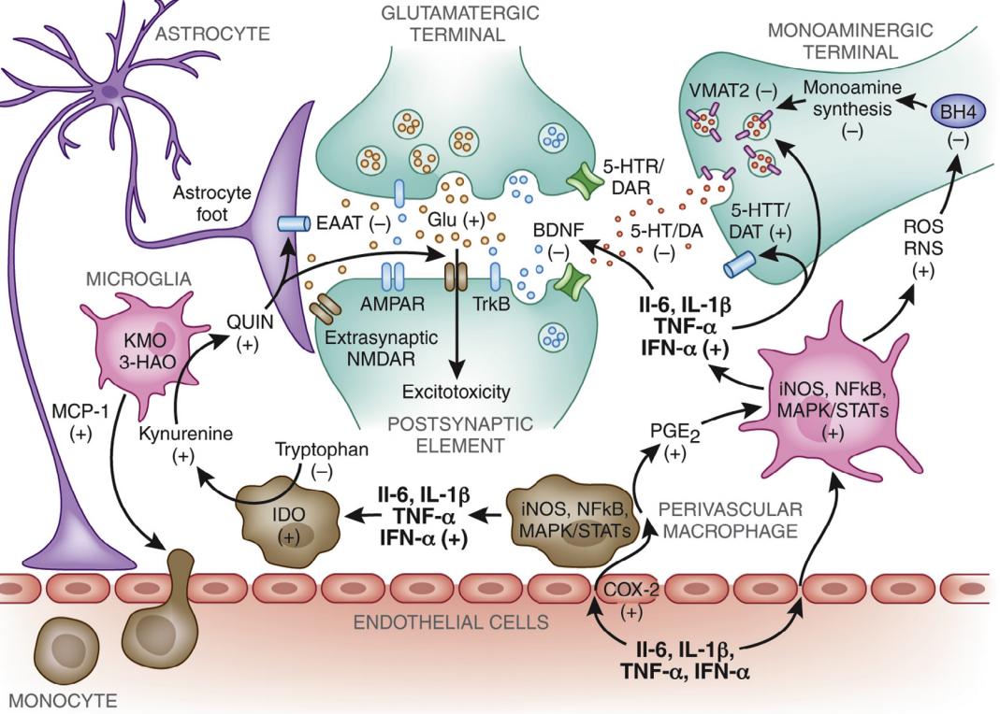 ASTROCYTE
GLUTAMATERGIC
TERMINAL
MONOAMINERGIC
TERMINAL
VMAT2 (–)
Monoamine
synthesis
(–)
BH4
(–)
Astrocyte
foot
EAAT (–)
Glu (+)
5-HTR/
DAR
BDNF
(–)
5-HT/DA
(–)
5-HTT/
DAT (+)
ROS
RNS
(+)
MICROGLIA
KMO
3-HAO
QUIN
(+)
AMPAR
TrkB
Extrasynaptic
NMDAR
Excitotoxicity
Il-6, IL-1β
TNF-α
IFN-α (+)
iNOS, NFkB,
MAPK/STATs
(+)
MCP-1
(+)
Kynurenine
(+)
Tryptophan
(–)
POSTSYNAPTIC
ELEMENT
PGE2
(+)
IDO
(+)
Il-6, IL-1β
TNF-α
IFN-α (+)
iNOS, NFkB,
MAPK/STATs
PERIVASCULAR
MACROPHAGE
COX-2
(+)
ENDOTHELIAL CELLS
Il-6, IL-1β,
TNF-α, IFN-α
MONOCYTE